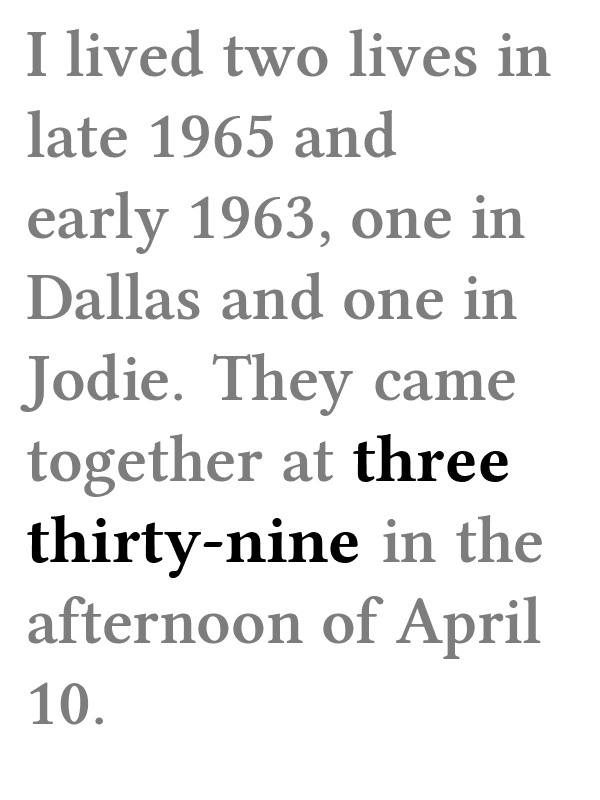 I lived two lives in
late 1965 and
early 1963, one in
Dallas and one in
Jodie. They came
together at three
thirty-nine in the
afternoon of April
10.